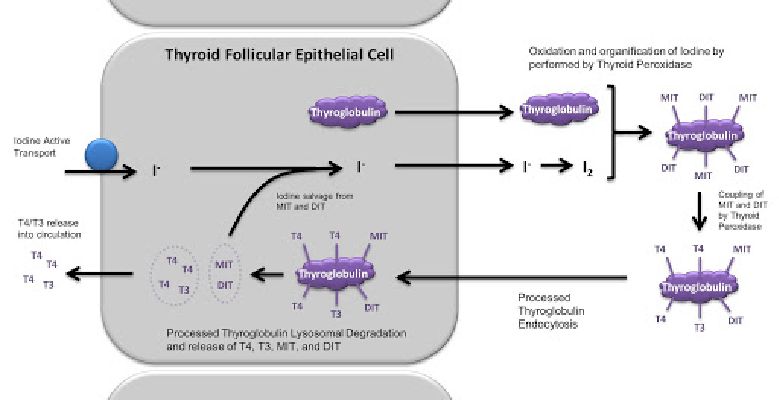 Thyroid Follicular Epithelial Cell
Oxidation and organification of Iodine by
performed by Thyroid Peroxidase
Thyroglobulin
Thyroglobulin
MIT DIT MIT
Thyroglobulin
DIT MIT DIT
Iodine Active
Transport
I-
I-
I- I2
Iodine salvage from
MIT and DIT
Coupling of
MIT and DIT
by Thyroid
Peroxidase
T4/T3 release
into circulation
T4 T4
T4 T3
T4 T4
T4 T3
MIT
DIT
T4 T4 MIT
Thyroglobulin
T4 T3 DIT
T4 T4 MIT
Thyroglobulin
T4 T3 DIT
Processed
Thyroglobulin
Endocytosis
Processed Thyroglobulin Lysosomal Degradation
and release of T4, T3, MIT, and DIT